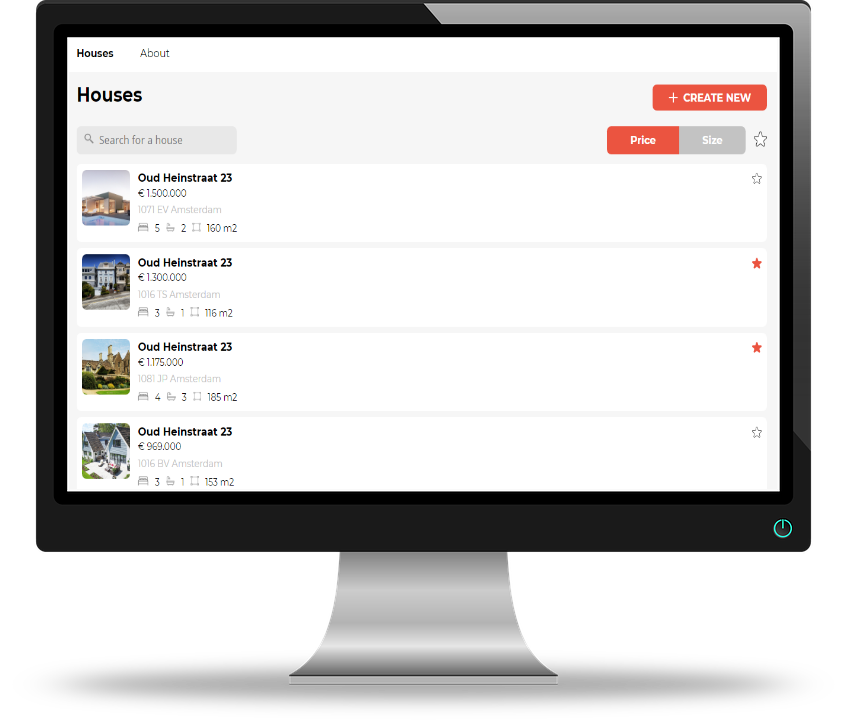 Houses About
Houses
+ CREATE NEW
Search for a house
Price Size
Oud Heinstraat 23
€ 1.500.000
1071 EV Amsterdam
5 2 160 m2
Oud Heinstraat 23
€ 1.300.000
1016 TS Amsterdam
3 1 116 m2
Oud Heinstraat 23
€ 1.175.000
1081 JP Amsterdam
4 3 185 m2
Oud Heinstraat 23
€ 969.000
1016 BV Amsterdam
3 1 153 m2